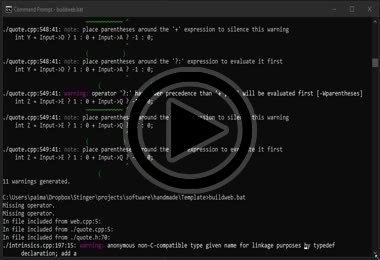 Command Prompt - buildweb.bat
./quote.cpp:548:41: note: place parentheses around the '+' expression to silence this warning
int Y = Input->D ? 1 : 0 + Input->A ? -1 : 0;
^
( )
./quote.cpp:548:41: note: place parentheses around the '?:' expression to evaluate it first
int Y = Input->D ? 1 : 0 + Input->A ? -1 : 0;
^
( )
./quote.cpp:549:41: warning: operator '?:' has lower precedence than '+'; '+' will be evaluated first [-Wparentheses]
int Z = Input->E ? 1 : 0 + Input->Q ? -1 : 0;
./quote.cpp:549:41: note: place parentheses around the '+' expression to silence this warning
int Z = Input->E ? 1 : 0 + Input->Q ? -1 : 0;
./quote.cpp:549:41: note: place parentheses around the '?:' expression to evaluate it first
int Z = Input->E ? 1 : 0 + Input->Q ? -1 : 0;
11 warnings generated.
C:\Users\paima\Dropbox\Stinger\projects\software\handmade\Template>buildweb.bat
Missing operator.
Missing operator.
In file included from web.cpp:5:
In file included from ./quote.cpp:5:
In file included from ./quote.h:70:
./intrinsics.cpp:197:15: warning: anonymous non-C-compatible type given name for linkage purposes by typedef
declaration; add a